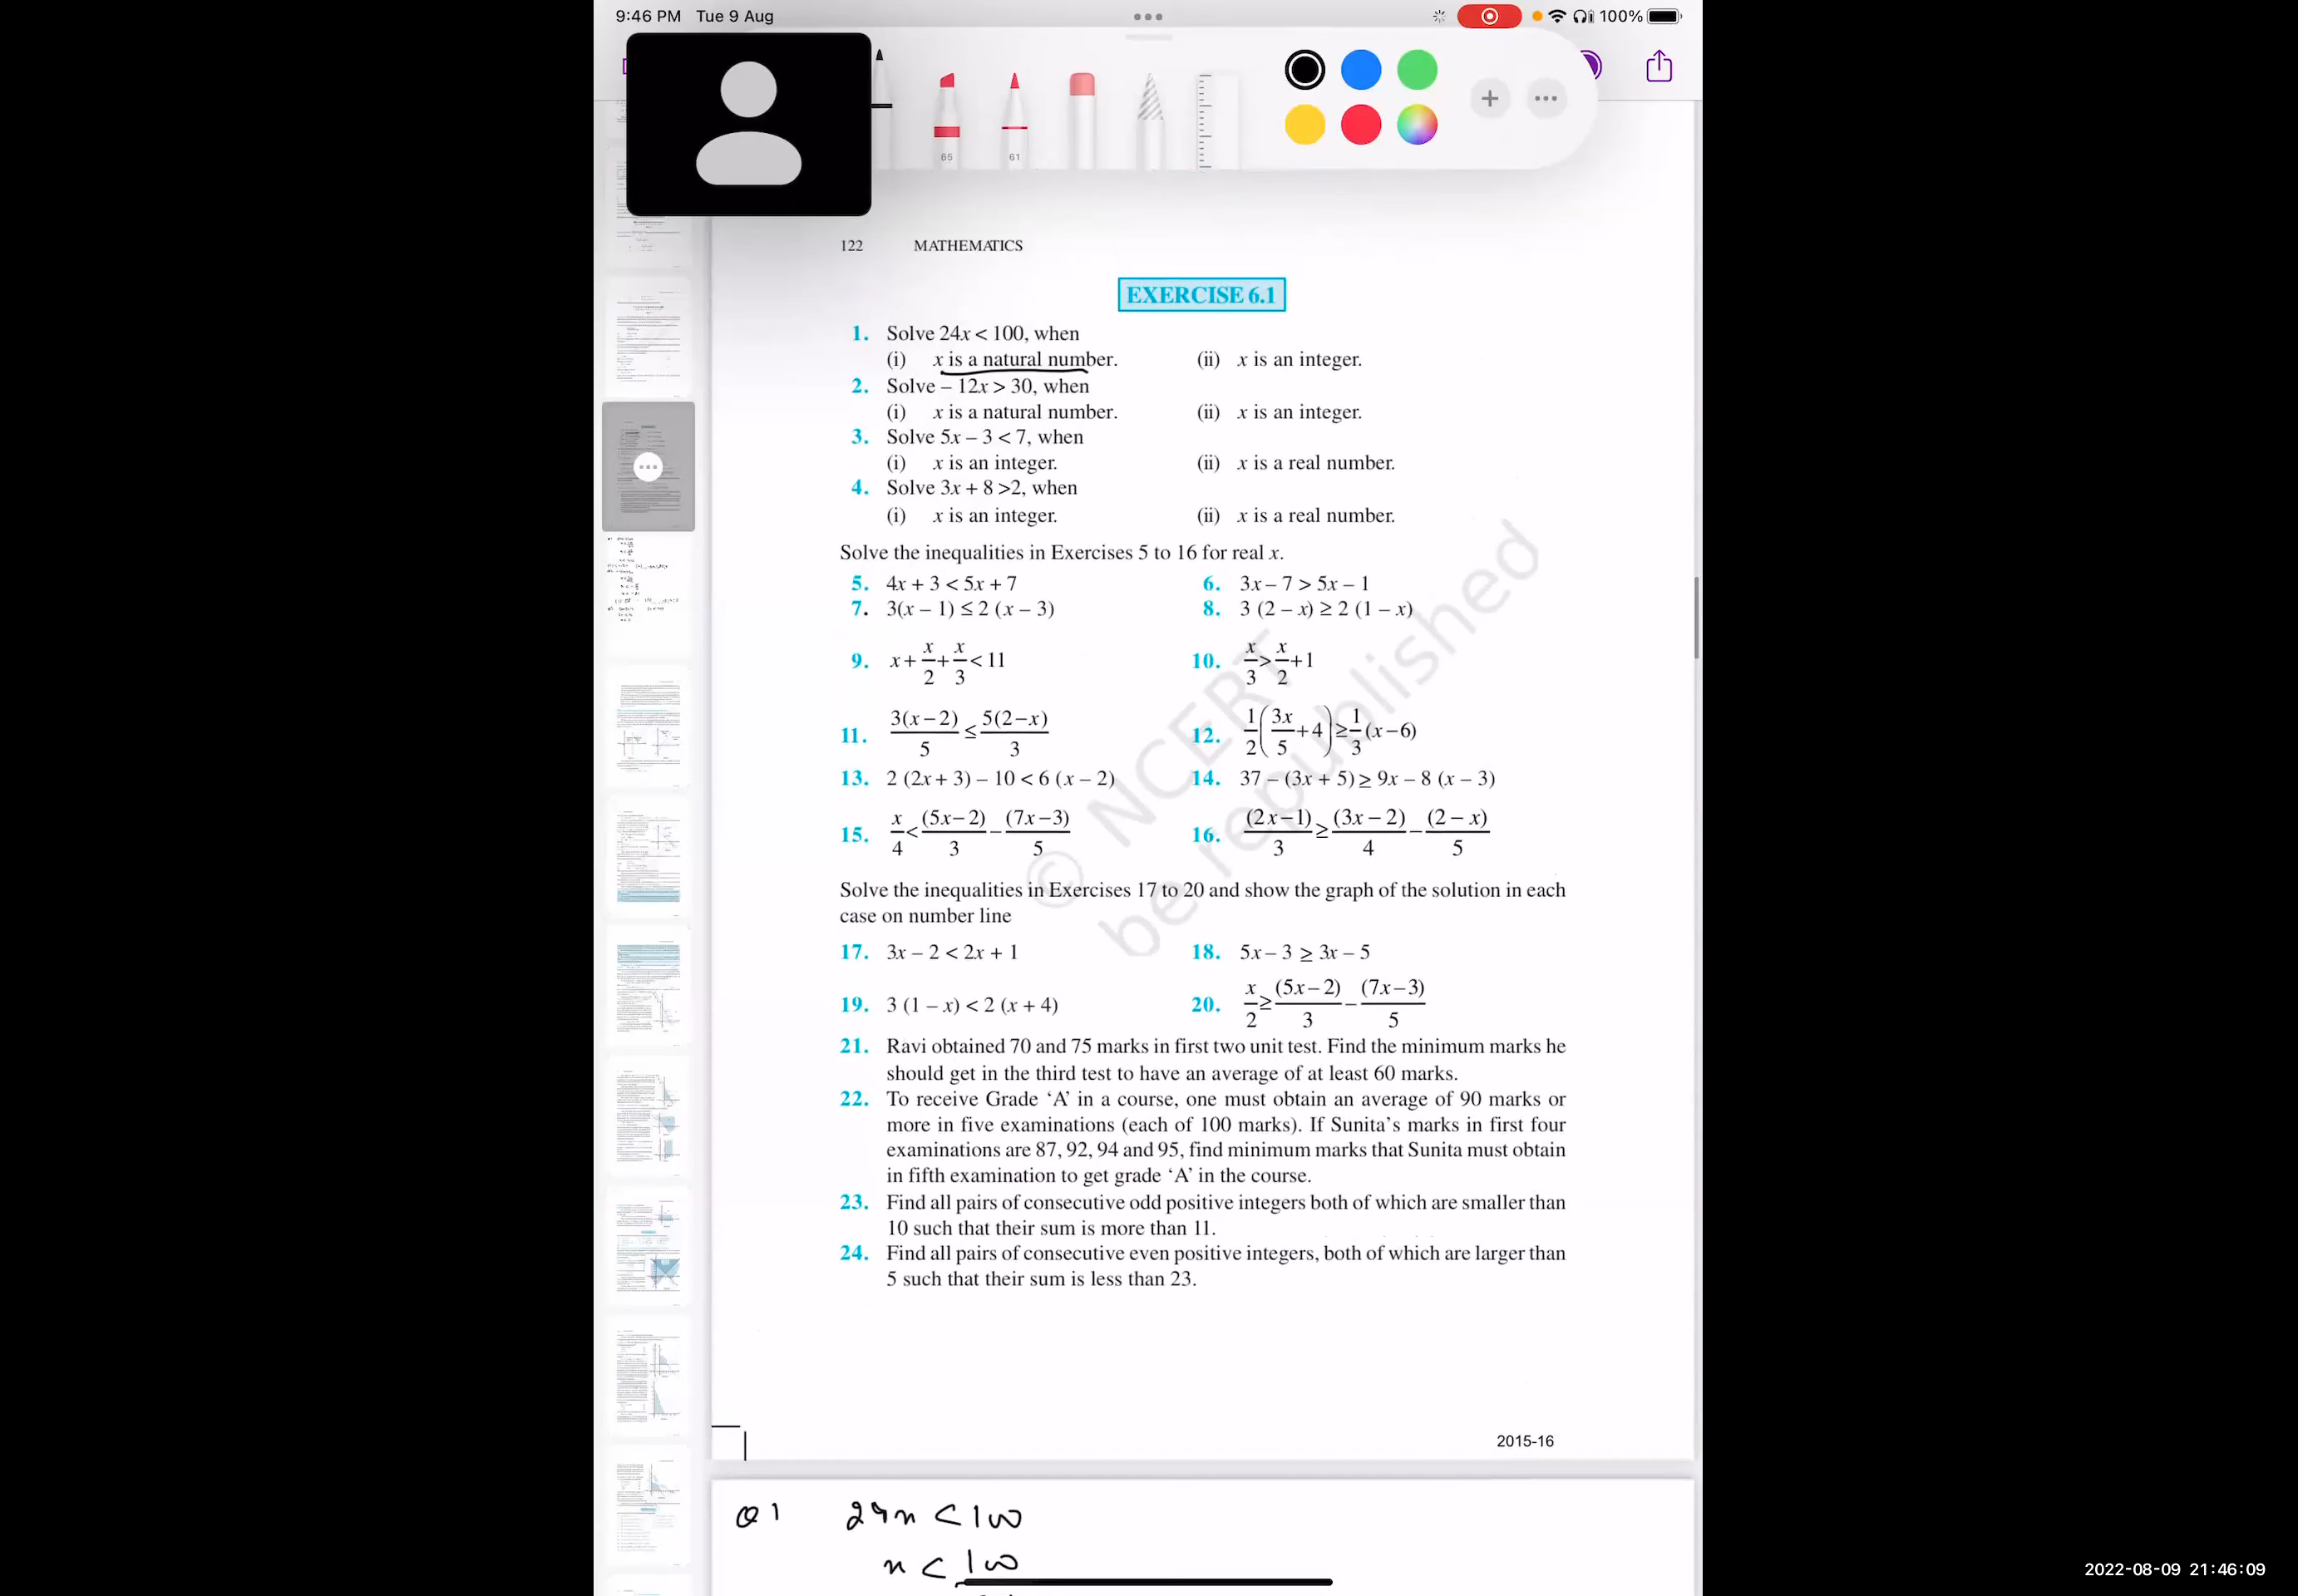 9:46 PM Tue 9 Aug
100%
65 61
122 MATHEMATICS
EXERCISE 6.1
1. Solve 24x < 100, when
(i) x is a natural number. (ii) x is an integer.
2. Solve – 12x > 30, when
(i) x is a natural number. (ii) x is an integer.
3. Solve 5x – 3 < 7, when
(i) x is an integer. (ii) x is a real number.
4. Solve 3x + 8 >2, when
(i) x is an integer. (ii) x is a real number.
Solve the inequalities in Exercises 5 to 16 for real x.
5. 4x + 3 < 5x + 7 6. 3x – 7 > 5x – 1
7. 3(x – 1) ≤ 2 (x – 3) 8. 3 (2 – x) ≥ 2 (1 – x)
9. x + x/2 + x/3 < 11 10. x/3 > x/2 + 1
11. 3(x – 2)/5 ≤ 5(2 – x)/3 12. 1/2 (3x/5 + 4) ≥ 1/3 (x – 6)
13. 2 (2x + 3) – 10 < 6 (x – 2) 14. 37 – (3x + 5) ≥ 9x – 8 (x – 3)
15. x/4 < (5x – 2)/3 – (7x – 3)/5 16. (2x – 1)/3 ≥ (3x – 2)/4 – (2 – x)/5
Solve the inequalities in Exercises 17 to 20 and show the graph of the solution in each
case on number line
17. 3x – 2 < 2x + 1 18. 5x – 3 ≥ 3x – 5
19. 3 (1 – x) < 2 (x + 4) 20. x/2 ≥ (5x – 2)/3 – (7x – 3)/5
21. Ravi obtained 70 and 75 marks in first two unit test. Find the minimum marks he
should get in the third test to have an average of at least 60 marks.
22. To receive Grade ‘A’ in a course, one must obtain an average of 90 marks or
more in five examinations (each of 100 marks). If Sunita’s marks in first four
examinations are 87, 92, 94 and 95, find minimum marks that Sunita must obtain
in fifth examination to get grade ‘A’ in the course.
23. Find all pairs of consecutive odd positive integers both of which are smaller than
10 such that their sum is more than 11.
24. Find all pairs of consecutive even positive integers, both of which are larger than
5 such that their sum is less than 23.
© NCERT
be republished
2015-16
Q1 24x < 100
x < 100
2022-08-09 21:46:09